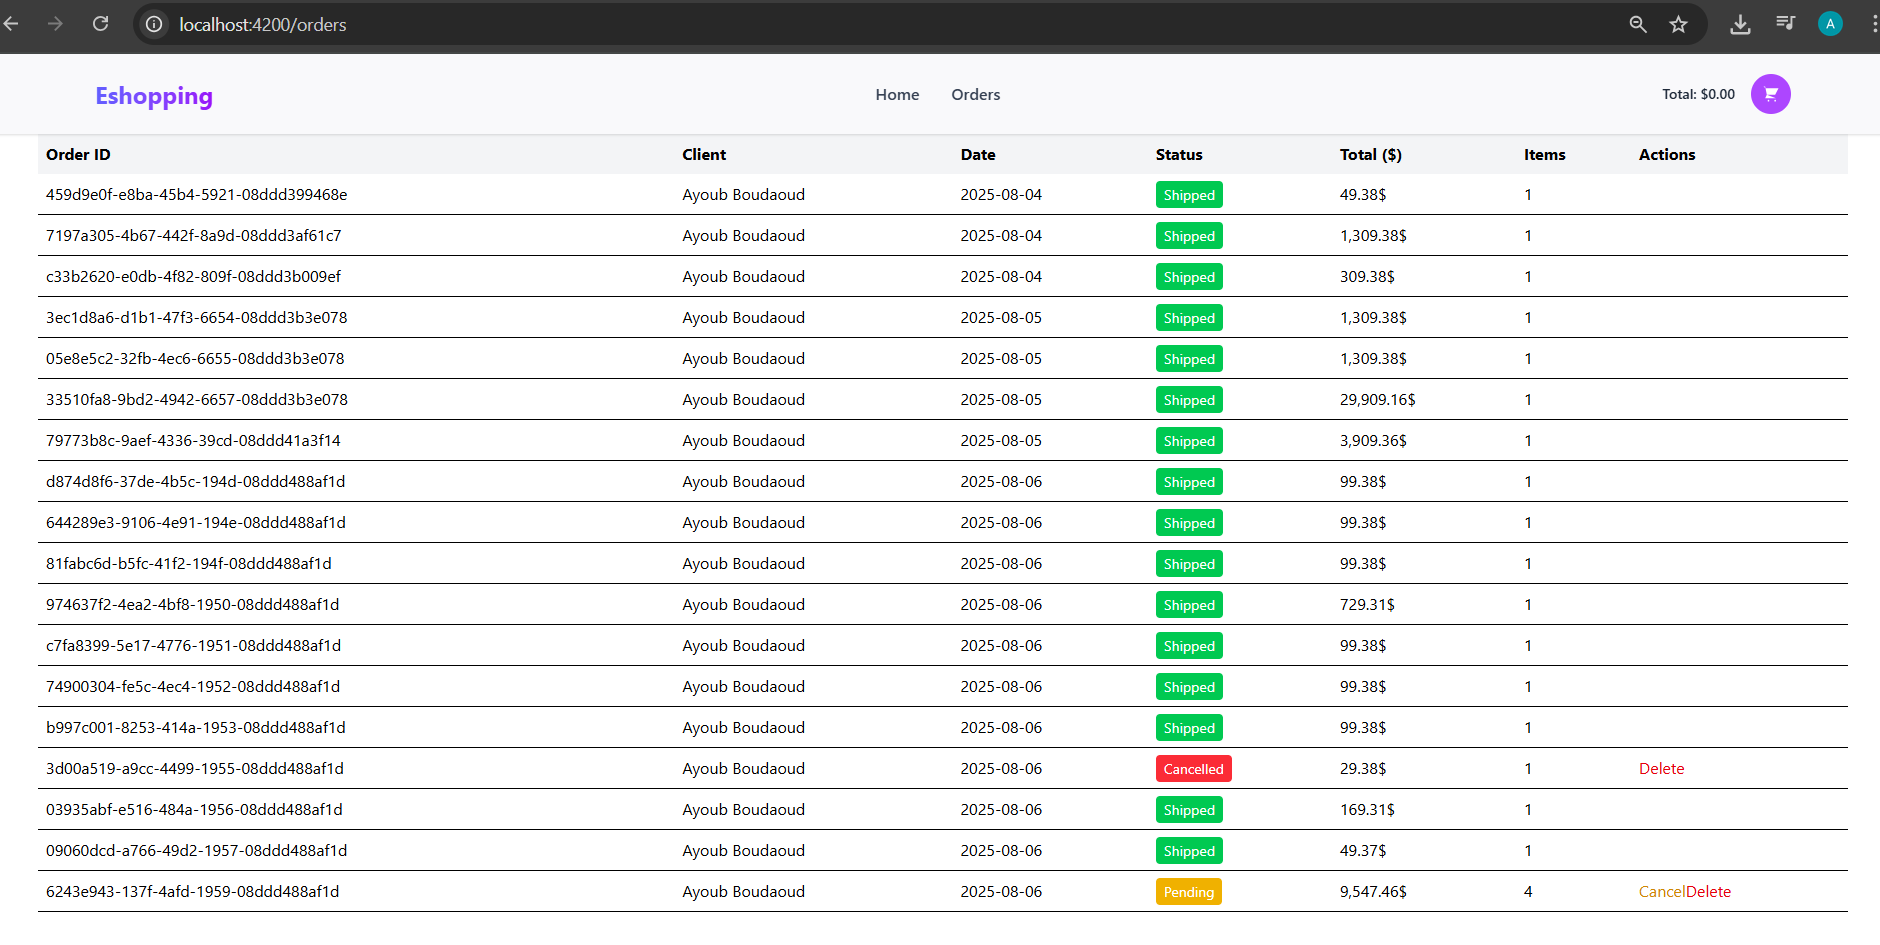 localhost:4200/orders
A
Eshopping Home Orders Total: $0.00
Order ID Client Date Status Total ($) Items Actions
459d9e0f-e8ba-45b4-5921-08ddd399468e Ayoub Boudaoud 2025-08-04 Shipped 49.38$ 1
7197a305-4b67-442f-8a9d-08ddd3af61c7 Ayoub Boudaoud 2025-08-04 Shipped 1,309.38$ 1
c33b2620-e0db-4f82-809f-08ddd3b009ef Ayoub Boudaoud 2025-08-04 Shipped 309.38$ 1
3ec1d8a6-d1b1-47f3-6654-08ddd3b3e078 Ayoub Boudaoud 2025-08-05 Shipped 1,309.38$ 1
05e8e5c2-32fb-4ec6-6655-08ddd3b3e078 Ayoub Boudaoud 2025-08-05 Shipped 1,309.38$ 1
33510fa8-9bd2-4942-6657-08ddd3b3e078 Ayoub Boudaoud 2025-08-05 Shipped 29,909.16$ 1
79773b8c-9aef-4336-39cd-08ddd41a3f14 Ayoub Boudaoud 2025-08-05 Shipped 3,909.36$ 1
d874d8f6-37de-4b5c-194d-08ddd488af1d Ayoub Boudaoud 2025-08-06 Shipped 99.38$ 1
644289e3-9106-4e91-194e-08ddd488af1d Ayoub Boudaoud 2025-08-06 Shipped 99.38$ 1
81fabc6d-b5fc-41f2-194f-08ddd488af1d Ayoub Boudaoud 2025-08-06 Shipped 99.38$ 1
974637f2-4ea2-4bf8-1950-08ddd488af1d Ayoub Boudaoud 2025-08-06 Shipped 729.31$ 1
c7fa8399-5e17-4776-1951-08ddd488af1d Ayoub Boudaoud 2025-08-06 Shipped 99.38$ 1
74900304-fe5c-4ec4-1952-08ddd488af1d Ayoub Boudaoud 2025-08-06 Shipped 99.38$ 1
b997c001-8253-414a-1953-08ddd488af1d Ayoub Boudaoud 2025-08-06 Shipped 99.38$ 1
3d00a519-a9cc-4499-1955-08ddd488af1d Ayoub Boudaoud 2025-08-06 Cancelled 29.38$ 1 Delete
03935abf-e516-484a-1956-08ddd488af1d Ayoub Boudaoud 2025-08-06 Shipped 169.31$ 1
09060dcd-a766-49d2-1957-08ddd488af1d Ayoub Boudaoud 2025-08-06 Shipped 49.37$ 1
6243e943-137f-4afd-1959-08ddd488af1d Ayoub Boudaoud 2025-08-06 Pending 9,547.46$ 4 CancelDelete